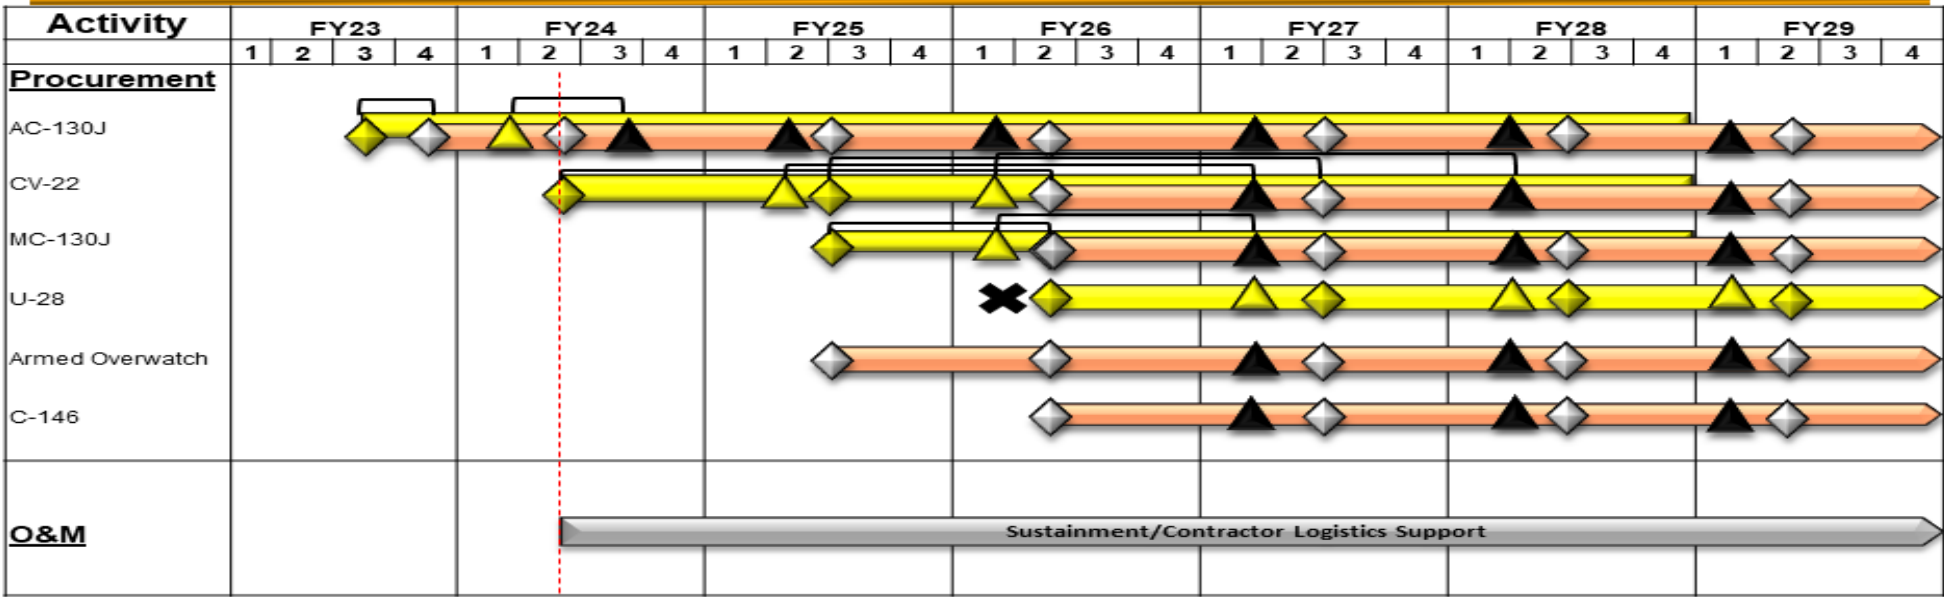 Activity FY23 FY24 FY25 FY26 FY27 FY28 FY29
1 2 3 4 1 2 3 4 1 2 3 4 1 2 3 4 1 2 3 4 1 2 3 4 1 2 3 4
Procurement
AC-130J
CV-22
MC-130J
U-28
Armed Overwatch
C-146
O&M Sustainment/Contractor Logistics Support